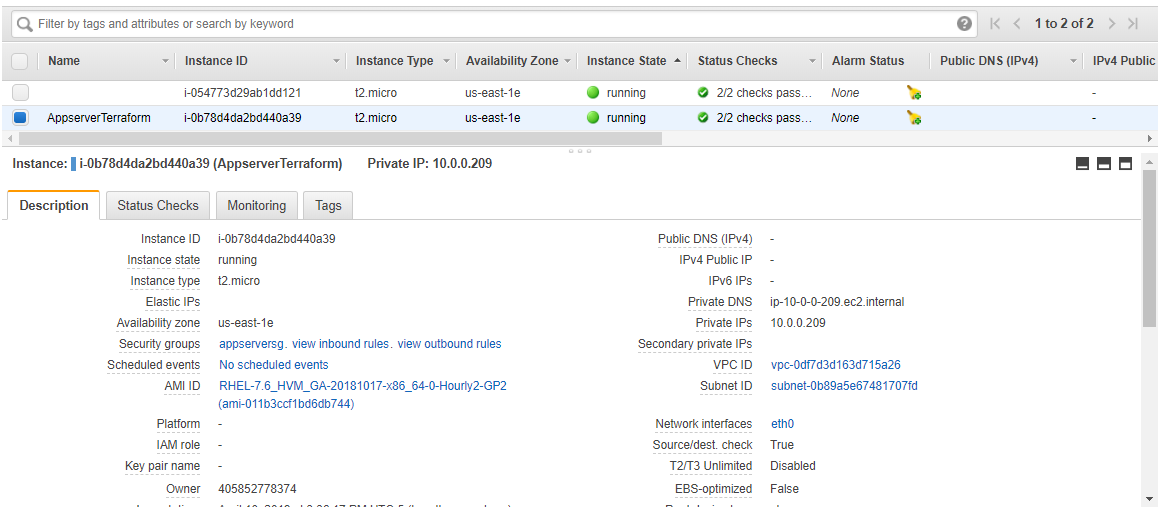 Filter by tags and attributes or search by keyword
1 to 2 of 2
Name Instance ID Instance Type Availability Zone Instance State Status Checks Alarm Status Public DNS (IPv4) IPv4 Public
i-054773d29ab1dd121 t2.micro us-east-1e running 2/2 checks pass... None -
AppserverTerraform i-0b78d4da2bd440a39 t2.micro us-east-1e running 2/2 checks pass... None -
Instance: i-0b78d4da2bd440a39 (AppserverTerraform) Private IP: 10.0.0.209
Description Status Checks Monitoring Tags
Instance ID i-0b78d4da2bd440a39 Public DNS (IPv4) -
Instance state running IPv4 Public IP -
Instance type t2.micro IPv6 IPs -
Elastic IPs Private DNS ip-10-0-0-209.ec2.internal
Availability zone us-east-1e Private IPs 10.0.0.209
Security groups appserversg. view inbound rules. view outbound rules Secondary private IPs
Scheduled events No scheduled events VPC ID vpc-0df7d3d163d715a26
AMI ID RHEL-7.6_HVM_GA-20181017-x86_64-0-Hourly2-GP2 Subnet ID subnet-0b89a5e67481707fd
(ami-011b3ccf1bd6db744)
Platform - Network interfaces eth0
IAM role - Source/dest. check True
Key pair name - T2/T3 Unlimited Disabled
Owner 405852778374 EBS-optimized False